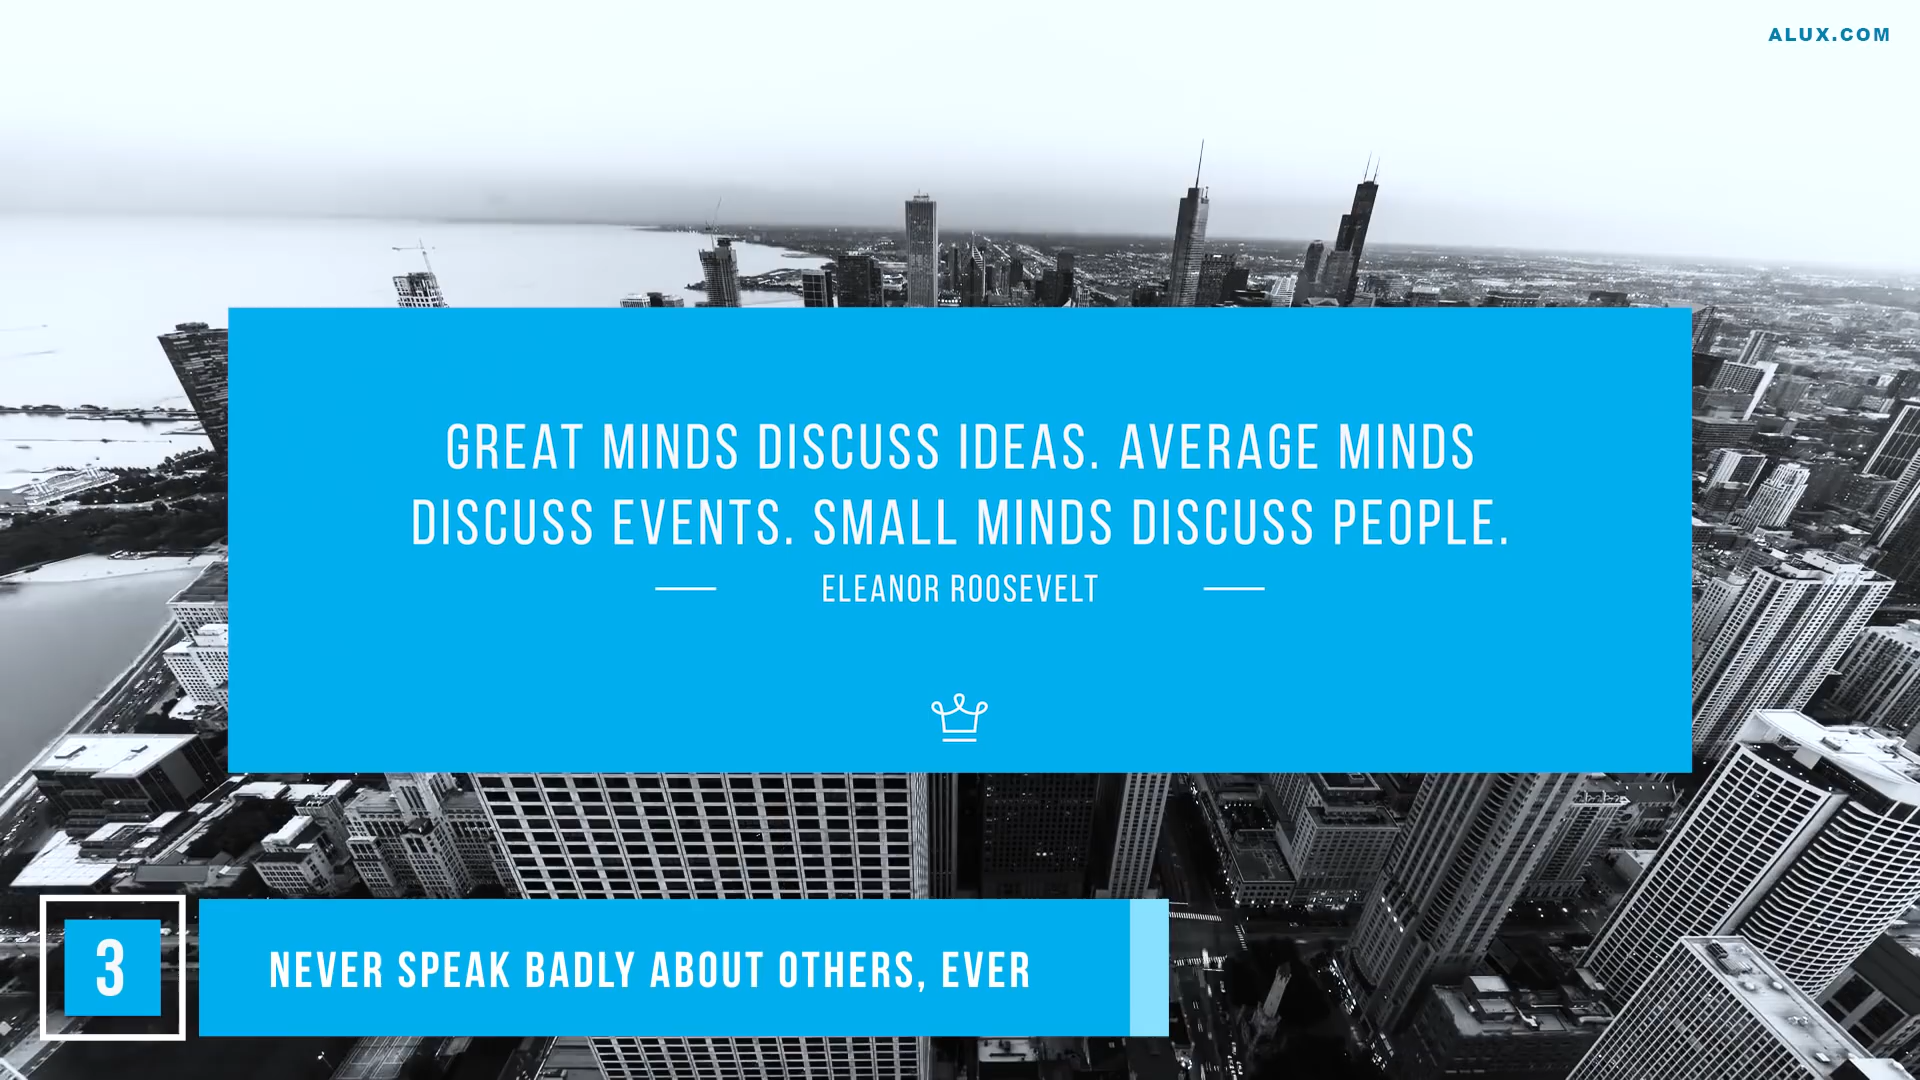 ALUX.COM
GREAT MINDS DISCUSS IDEAS. AVERAGE MINDS
DISCUSS EVENTS. SMALL MINDS DISCUSS PEOPLE.
ELEANOR ROOSEVELT
3
NEVER SPEAK BADLY ABOUT OTHERS, EVER